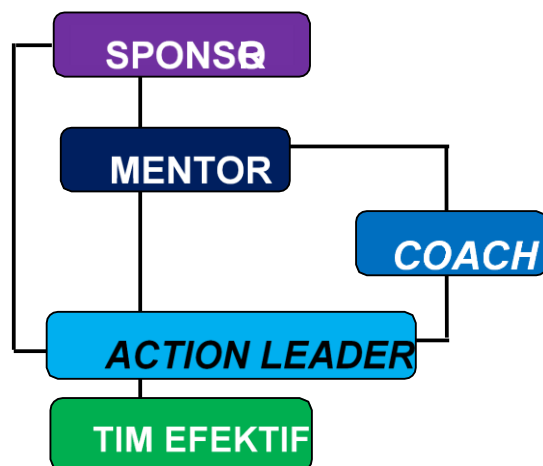 SPONSOR
MENTOR
COACH
ACTION LEADER
TIM EFEKTIF